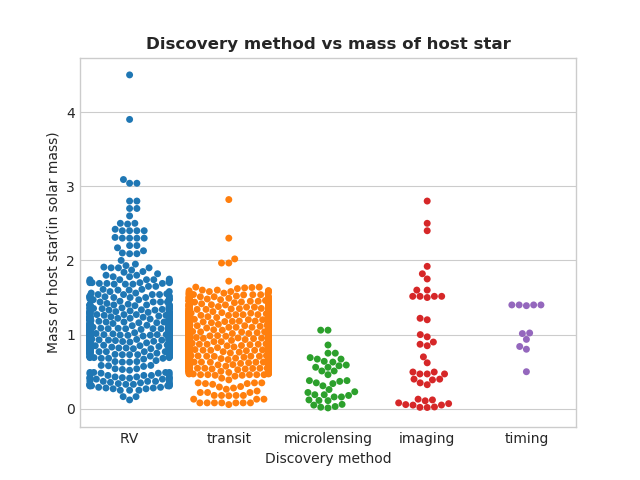 Discovery method vs mass of host star
Mass or host star(in solar mass)
4
3
2
1
0
RV transit microlensing imaging timing
Discovery method